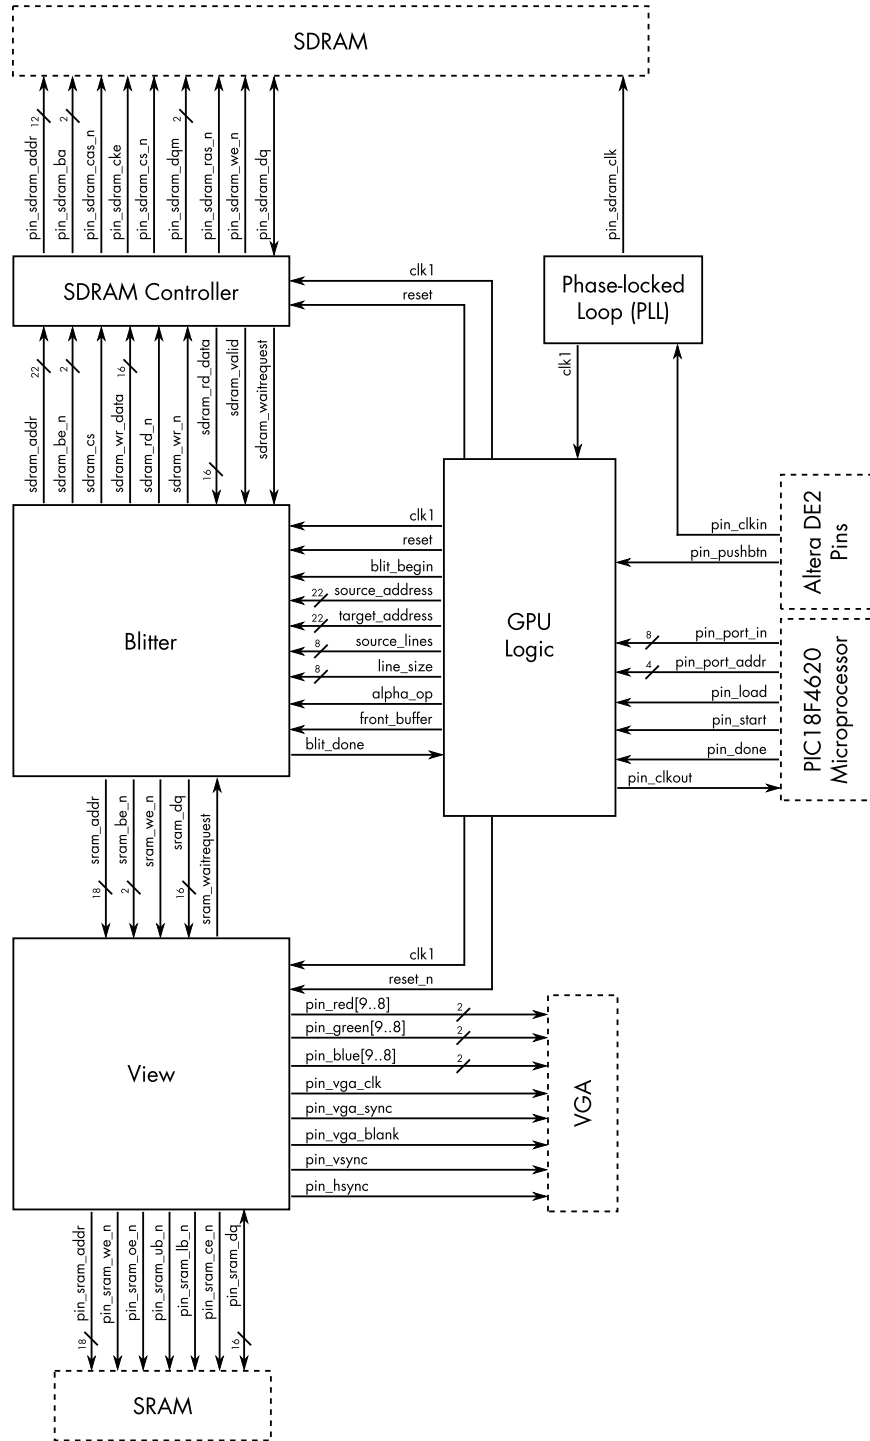 SDRAM
12
2
2
pin_sdram_addr
pin_sdram_ba
pin_sdram_cas_n
pin_sdram_cke
pin_sdram_cs_n
pin_sdram_dqm
pin_sdram_ras_n
pin_sdram_we_n
pin_sdram_dq
pin_sdram_clk
SDRAM Controller
clk1
reset
Phase-locked
Loop (PLL)
clk1
22
2
16
16
sdram_addr
sdram_be_n
sdram_cs
sdram_wr_data
sdram_rd_n
sdram_wr_n
sdram_rd_data
sdram_valid
sdram_waitrequest
Blitter
clk1
reset
blit_begin
22 source_address
22 target_address
8 source_lines
8 line_size
alpha_op
front_buffer
blit_done
GPU
Logic
pin_clkin
pin_pushbtn
Altera DE2
Pins
8 pin_port_in
4 pin_port_addr
pin_load
pin_start
pin_done
pin_clkout
PIC18F4620
Microprocessor
sram_addr
sram_be_n
sram_we_n
sram_dq
sram_waitrequest
18
2
16
View
clk1
reset_n
pin_red[9..8] 2
pin_green[9..8] 2
pin_blue[9..8] 2
pin_vga_clk
pin_vga_sync
pin_vga_blank
pin_vsync
pin_hsync
VGA
pin_sram_addr
pin_sram_we_n
pin_sram_oe_n
pin_sram_ub_n
pin_sram_lb_n
pin_sram_ce_n
pin_sram_dq
18
16
SRAM